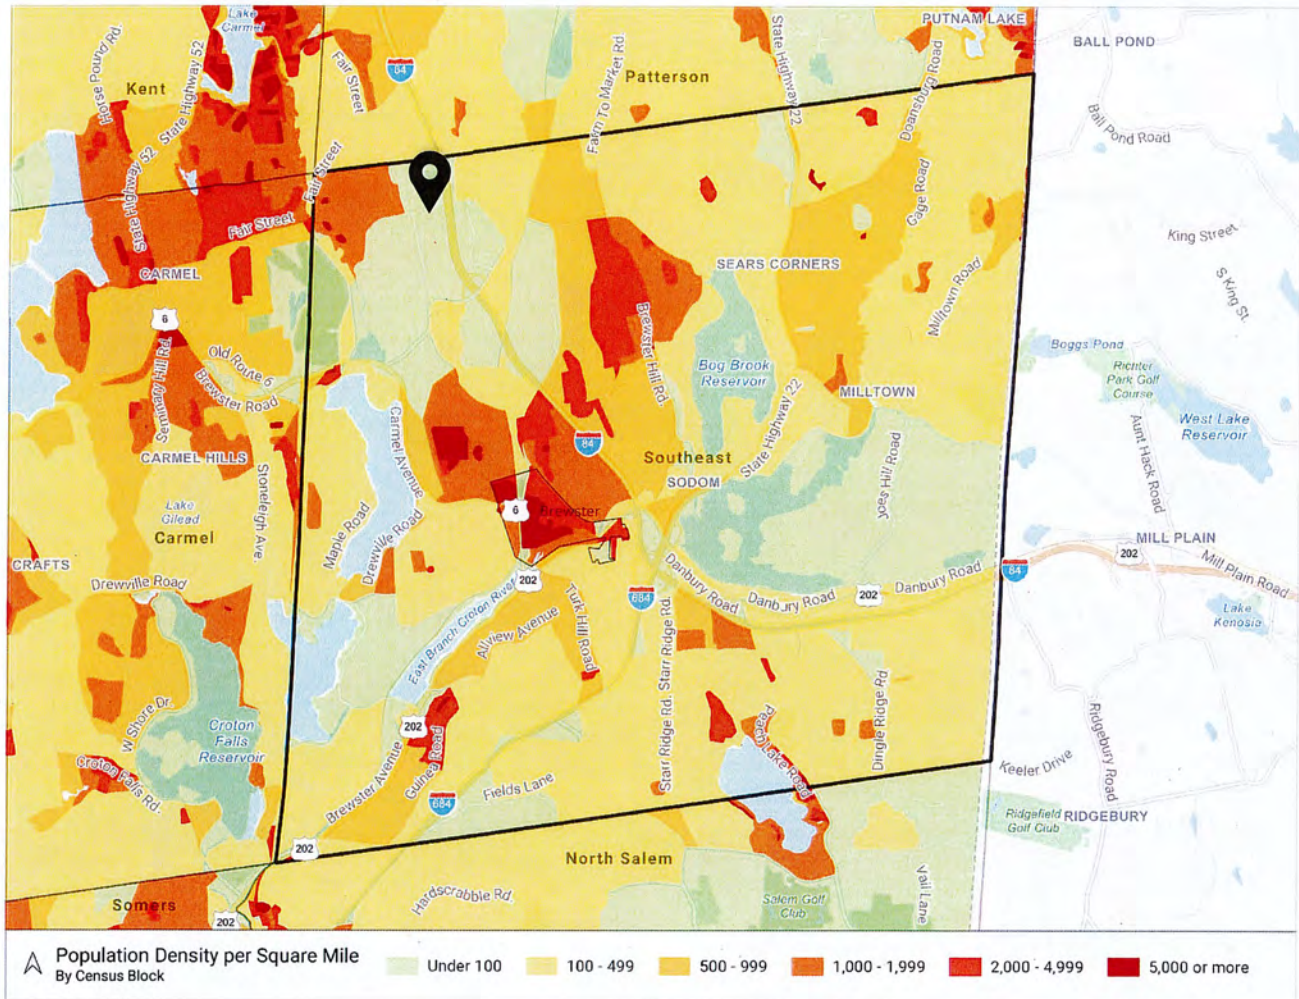 Lake
Carmel
PUTNAM LAKE
BALL POND
Horse Pound Rd.
State Highway 52
Fair Street
84
Farm To Market Rd.
Patterson
State Highway 22
Doansburg Road
Kent
Ball Pond Road
State Highway 52
Fair Street
Fair Street
Gage Road
King Street
S King St.
CARMEL
SEARS CORNERS
Milltown Road
6
Old Route 6
Brewster Road
Seminary Hill Rd.
Brewster Hill Rd.
Bog Brook
Reservoir
Boggs Pond
Richter
Park Golf
Course
West Lake
Reservoir
MILLTOWN
State Highway 22
Carmel Avenue
84
Aunt Hack Road
CARMEL HILLS
Stoneleigh Ave.
Southeast
SODOM
Joes Hill Road
Lake
Gilead
Carmel
Maple Road
Drewville Road
6
Brewster
MILL PLAIN
CRAFTS
202
84
Mill Plain Road
Drewville Road
202
East Branch Croton River
Turk Hill Road
684
Danbury Road
Danbury Road
202
Danbury Road
Lake
Kenosia
Allview Avenue
Starr Ridge Rd.
Starr Ridge Rd.
W Shore Dr.
Croton
Falls
Reservoir
202
Guinea Road
Peach Lake Road
Dingle Ridge Rd
Ridgebury Road
Croton Falls Rd.
Brewster Avenue
684
Fields Lane
Keeler Drive
Ridgefield
Golf Club
RIDGEBURY
202
North Salem
Hardscrabble Rd.
Salem Golf
Club
Vail Lane
Somers
202
Population Density per Square Mile
By Census Block
Under 100
100 - 499
500 - 999
1,000 - 1,999
2,000 - 4,999
5,000 or more